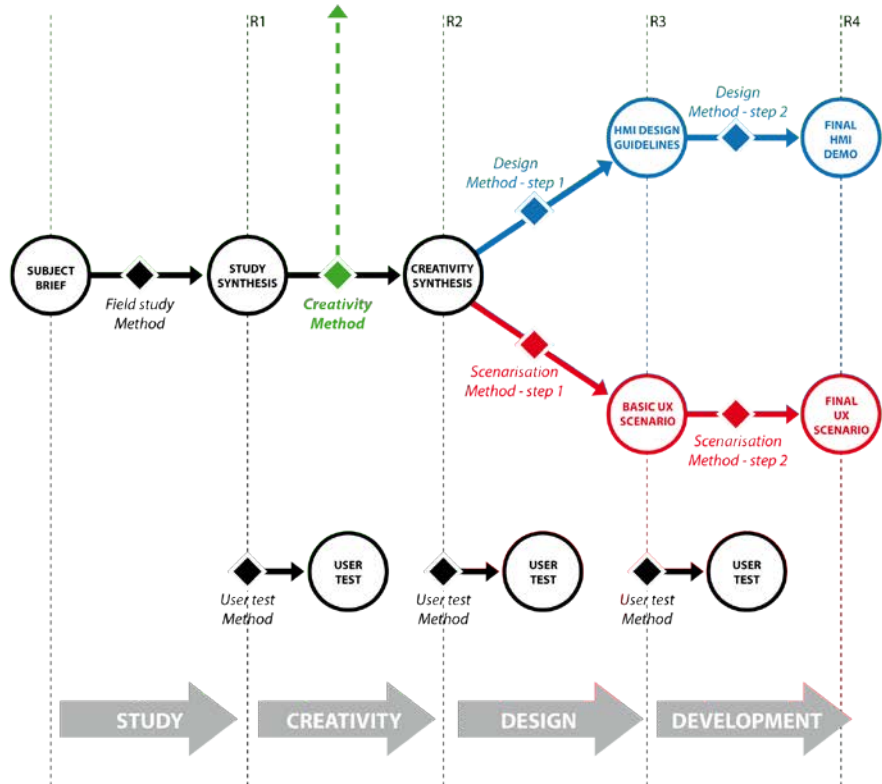 R1
R2
R3
R4
Design
Method - step 2
HMI DESIGN
GUIDELINES
FINAL
HMI
DEMO
Design
Method - step 1
SUBJECT
BRIEF
STUDY
SYNTHESIS
CREATIVITY
SYNTHESIS
Field study
Method
Creativity
Method
Scenarisation
Method - step 1
BASIC UX
SCENARIO
FINAL
UX
SCENARIO
Scenarisation
Method - step 2
USER
TEST
USER
TEST
USER
TEST
User test
Method
User test
Method
User test
Method
STUDY
CREATIVITY
DESIGN
DEVELOPMENT